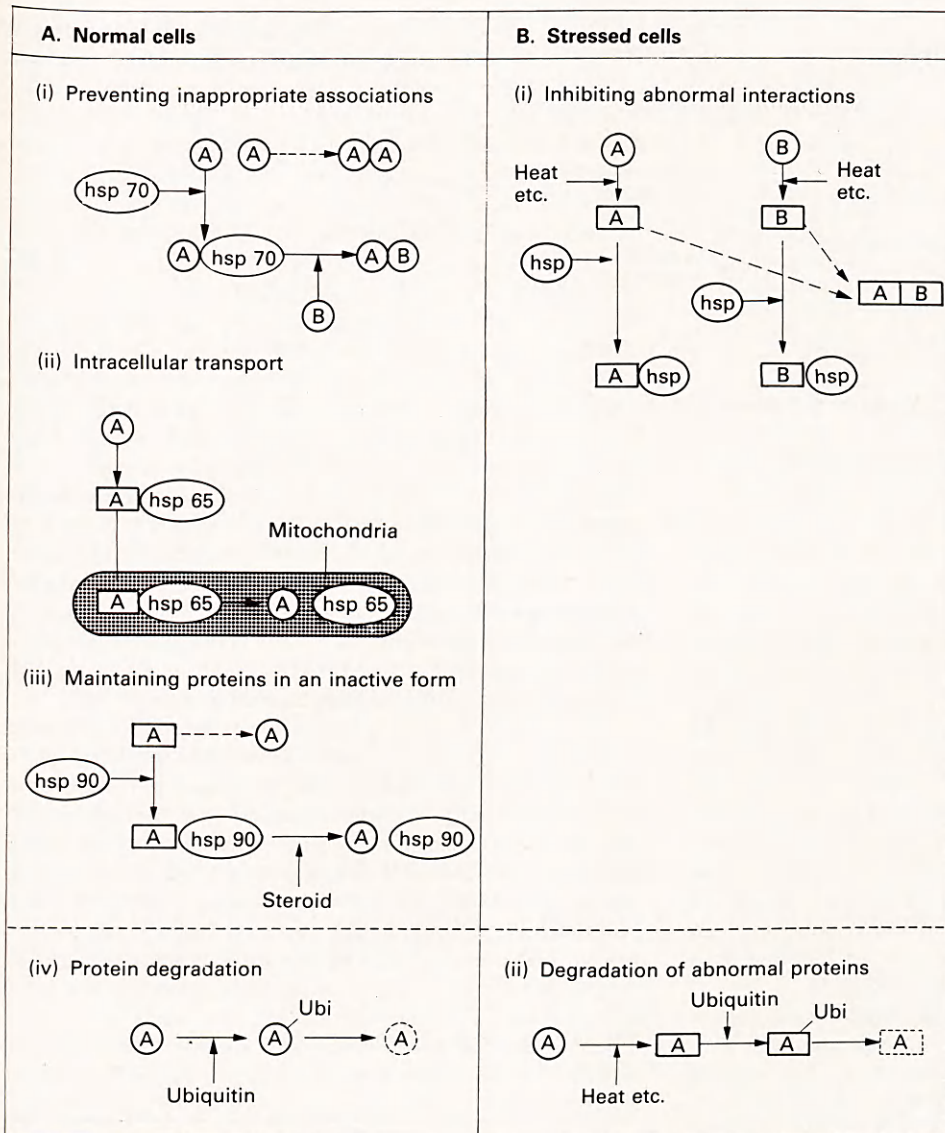 A. Normal cells
B. Stressed cells
(i) Preventing inappropriate associations
A A A A
hsp 70
A hsp 70 A B
B
(ii) Intracellular transport
A
A hsp 65
Mitochondria
A hsp 65 A hsp 65
(iii) Maintaining proteins in an inactive form
A A
hsp 90
A hsp 90 A hsp 90
Steroid
(iv) Protein degradation
Ubi
A A A
Ubiquitin
(i) Inhibiting abnormal interactions
A B
Heat Heat
etc. etc.
A B
hsp
hsp A B
A hsp B hsp
(ii) Degradation of abnormal proteins
Ubiquitin
Ubi
A A A A
Heat etc.